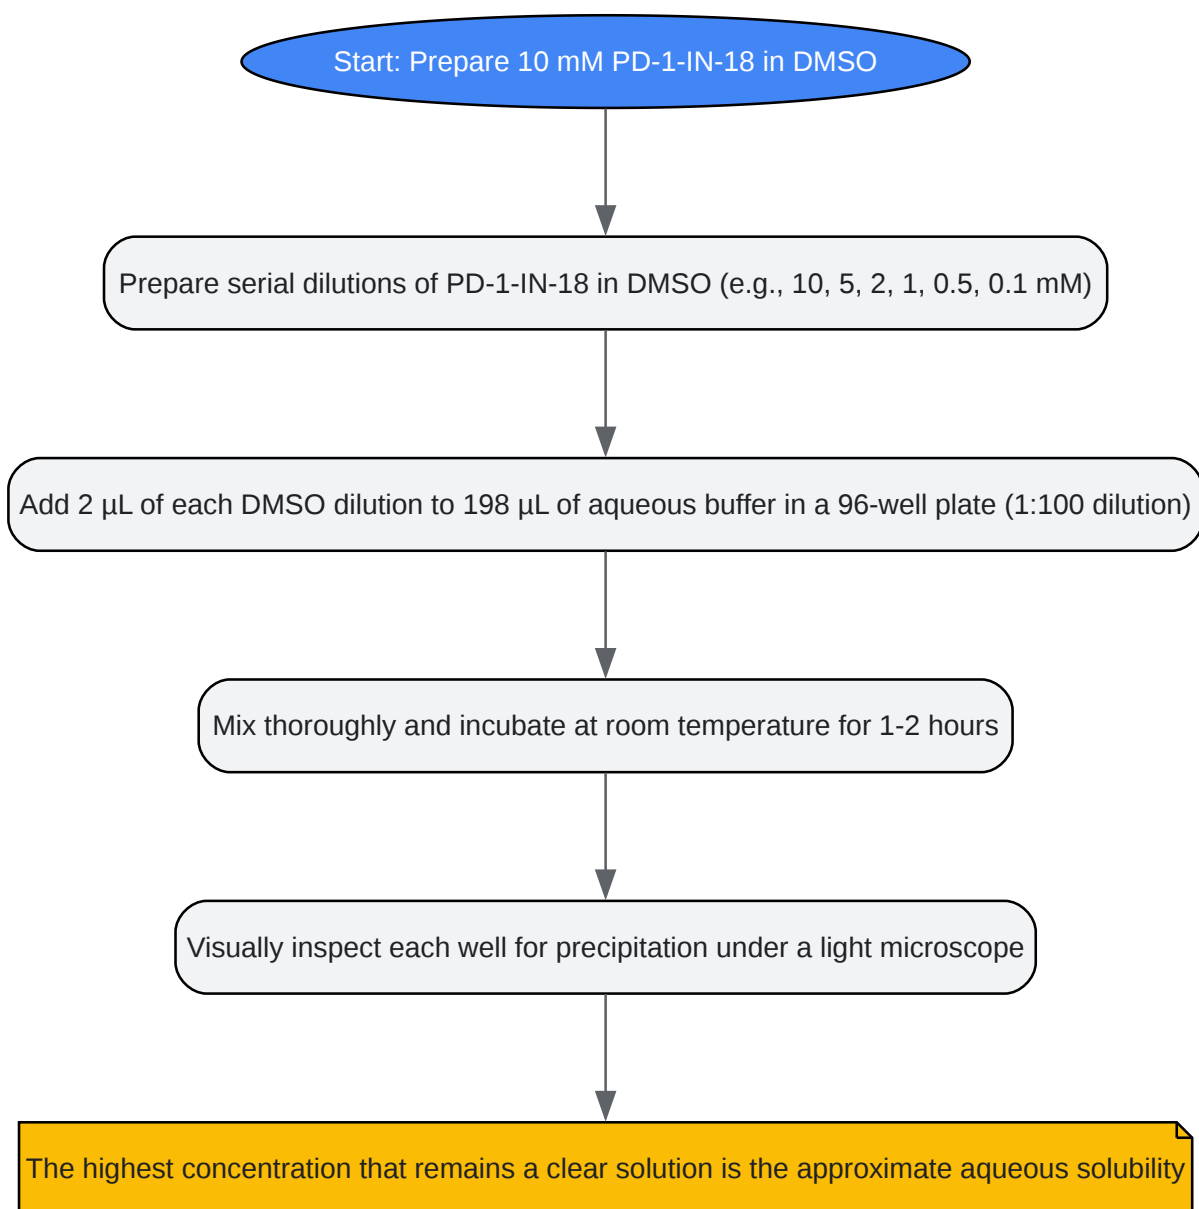 Start: Prepare 10 mM PD-1-IN-18 in DMSO
Prepare serial dilutions of PD-1-IN-18 in DMSO (e.g., 10, 5, 2, 1, 0.5, 0.1 mM)
Add 2 µL of each DMSO dilution to 198 µL of aqueous buffer in a 96-well plate (1:100 dilution)
Mix thoroughly and incubate at room temperature for 1-2 hours
Visually inspect each well for precipitation under a light microscope
The highest concentration that remains a clear solution is the approximate aqueous solubility